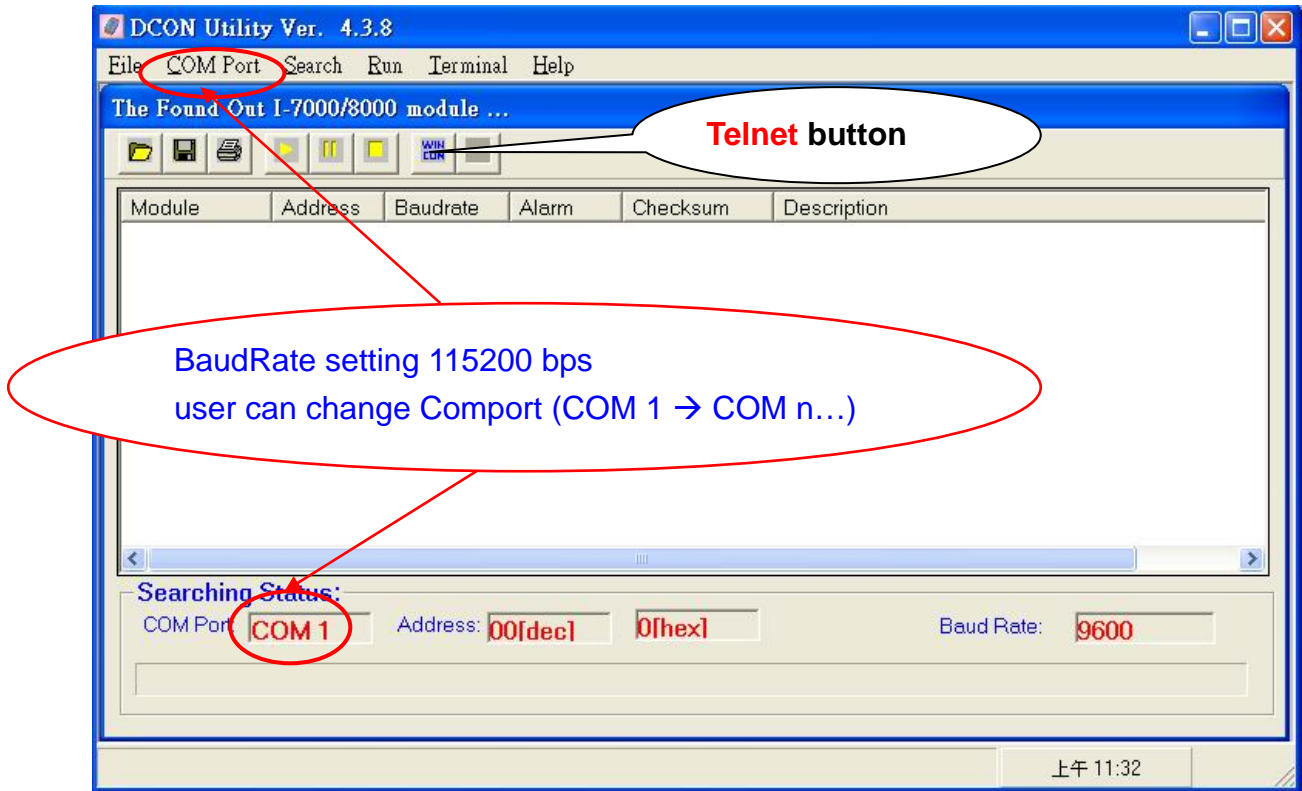 DCON Utility Ver. 4.3.8
File COM Port Search Run Terminal Help
The Found Out I-7000/8000 module ...
WIN CON
Telnet button
Module Address Baudrate Alarm Checksum Description
BaudRate setting 115200 bps
user can change Comport (COM 1 → COM n…)
Searching Status:
COM Port: COM 1 Address: 00[dec] 0[hex] Baud Rate: 9600
上午 11:32